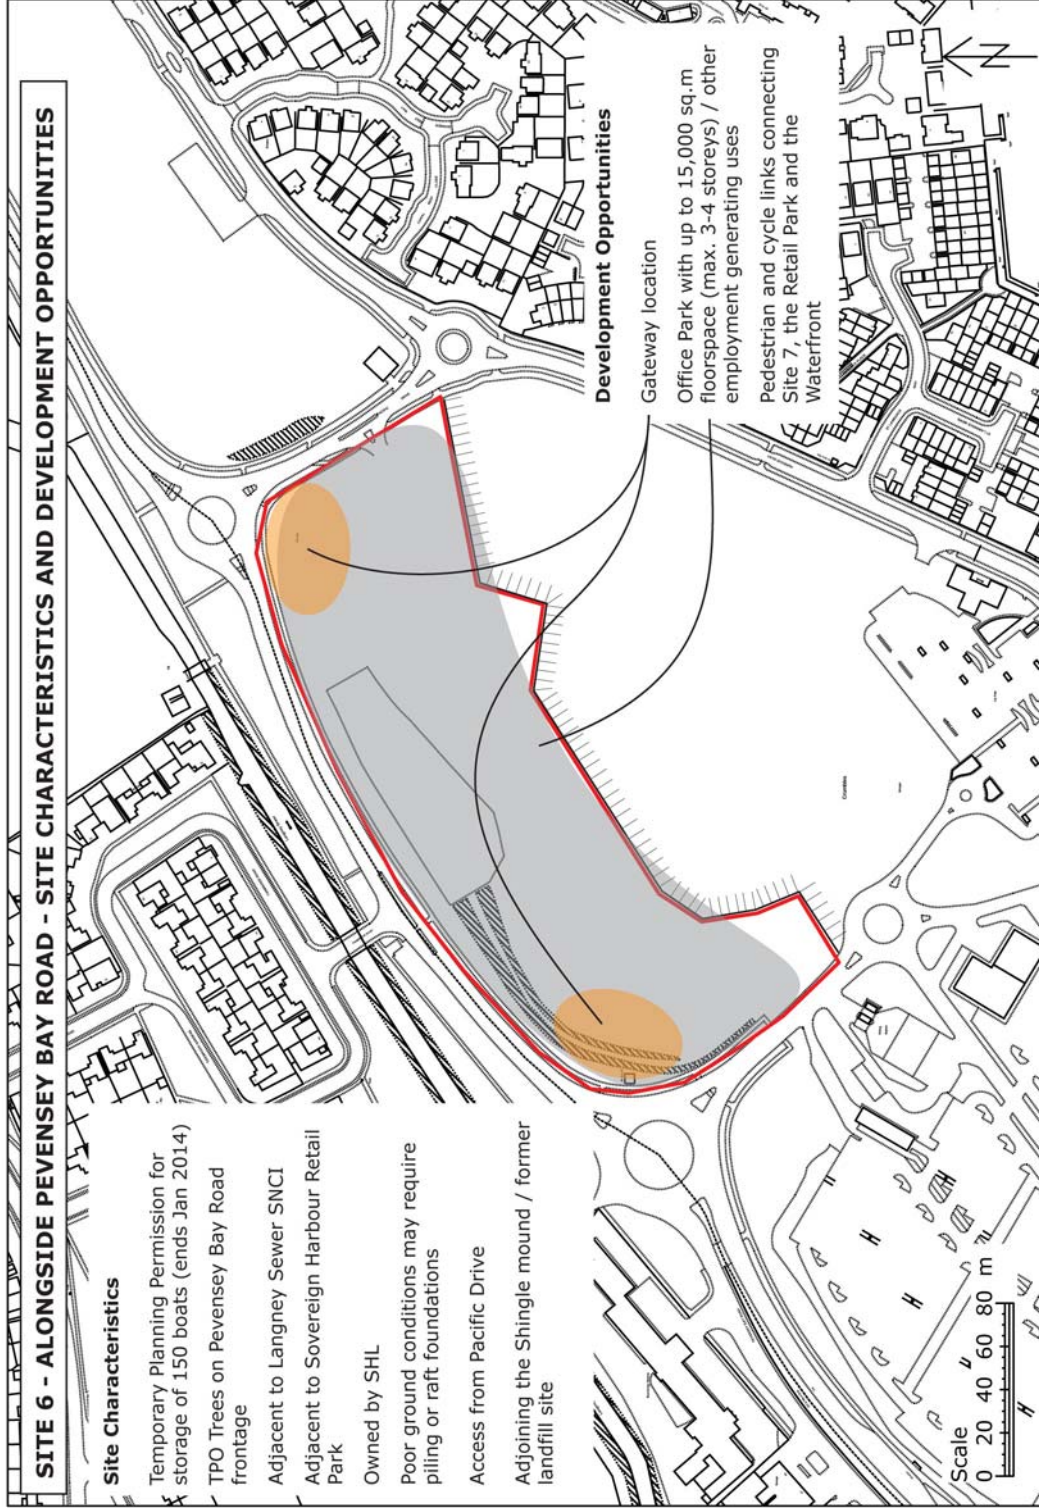 SITE 6 - ALONGSIDE PEVENSEY BAY ROAD - SITE CHARACTERISTICS AND DEVELOPMENT OPPORTUNITIES
Site Characteristics
Temporary Planning Permission for
storage of 150 boats (ends Jan 2014)
TPO Trees on Pevensey Bay Road
frontage
Adjacent to Langney Sewer SNCI
Adjacent to Sovereign Harbour Retail
Park
Owned by SHL
Poor ground conditions may require
piling or raft foundations
Access from Pacific Drive
Adjoining the Shingle mound / former
landfill site
Development Opportunities
Gateway location
Office Park with up to 15,000 sq.m
floorspace (max. 3-4 storeys) / other
employment generating uses
Pedestrian and cycle links connecting
Site 7, the Retail Park and the
Waterfront
Crumbles
Scale
0 20 40 60 80 m
N